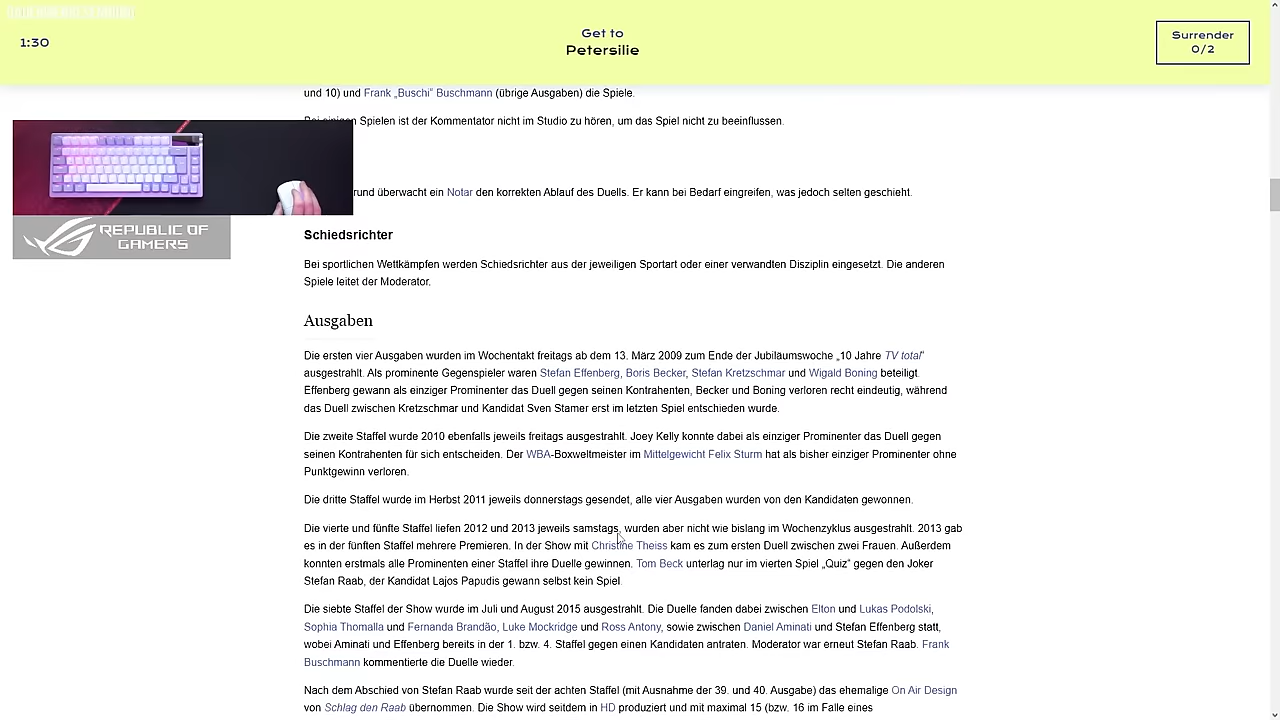 1:30
Get to
Petersilie
Surrender
0/2
und 10) und Frank „Buschi“ Buschmann (übrige Ausgaben) die Spiele.
Spielen ist der Kommentator nicht im Studio zu hören, um das Spiel nicht zu beeinflussen.
rund überwacht ein Notar den korrekten Ablauf des Duells. Er kann bei Bedarf eingreifen, was jedoch selten geschieht.
REPUBLIC OF
GAMERS
Schiedsrichter
Bei sportlichen Wettkämpfen werden Schiedsrichter aus der jeweiligen Sportart oder einer verwandten Disziplin eingesetzt. Die anderen
Spiele leitet der Moderator.
Ausgaben
Die ersten vier Ausgaben wurden im Wochentakt freitags ab dem 13. März 2009 zum Ende der Jubiläumswoche „10 Jahre TV total“
ausgestrahlt. Als prominente Gegenspieler waren Stefan Effenberg, Boris Becker, Stefan Kretzschmar und Wigald Boning beteiligt.
Effenberg gewann als einziger Prominenter das Duell gegen seinen Kontrahenten, Becker und Boning verloren recht eindeutig, während
das Duell zwischen Kretzschmar und Kandidat Sven Stamer erst im letzten Spiel entschieden wurde.
Die zweite Staffel wurde 2010 ebenfalls jeweils freitags ausgestrahlt. Joey Kelly konnte dabei als einziger Prominenter das Duell gegen
seinen Kontrahenten für sich entscheiden. Der WBA-Boxweltmeister im Mittelgewicht Felix Sturm hat als bisher einziger Prominenter ohne
Punktgewinn verloren.
Die dritte Staffel wurde im Herbst 2011 jeweils donnerstags gesendet, alle vier Ausgaben wurden von den Kandidaten gewonnen.
Die vierte und fünfte Staffel liefen 2012 und 2013 jeweils samstags, wurden aber nicht wie bislang im Wochenzyklus ausgestrahlt. 2013 gab
es in der fünften Staffel mehrere Premieren. In der Show mit Christine Theiss kam es zum ersten Duell zwischen zwei Frauen. Außerdem
konnten erstmals alle Prominenten einer Staffel ihre Duelle gewinnen. Tom Beck unterlag nur im vierten Spiel „Quiz“ gegen den Joker
Stefan Raab, der Kandidat Lajos Papudis gewann selbst kein Spiel.
Die siebte Staffel der Show wurde im Juli und August 2015 ausgestrahlt. Die Duelle fanden dabei zwischen Elton und Lukas Podolski,
Sophia Thomalla und Fernanda Brandão, Luke Mockridge und Ross Antony, sowie zwischen Daniel Aminati und Stefan Effenberg statt,
wobei Aminati und Effenberg bereits in der 1. bzw. 4. Staffel gegen einen Kandidaten antraten. Moderator war erneut Stefan Raab. Frank
Buschmann kommentierte die Duelle wieder.
Nach dem Abschied von Stefan Raab wurde seit der achten Staffel (mit Ausnahme der 39. und 40. Ausgabe) das ehemalige On Air Design
von Schlag den Raab übernommen. Die Show wird seitdem in HD produziert und mit maximal 15 (bzw. 16 im Falle eines